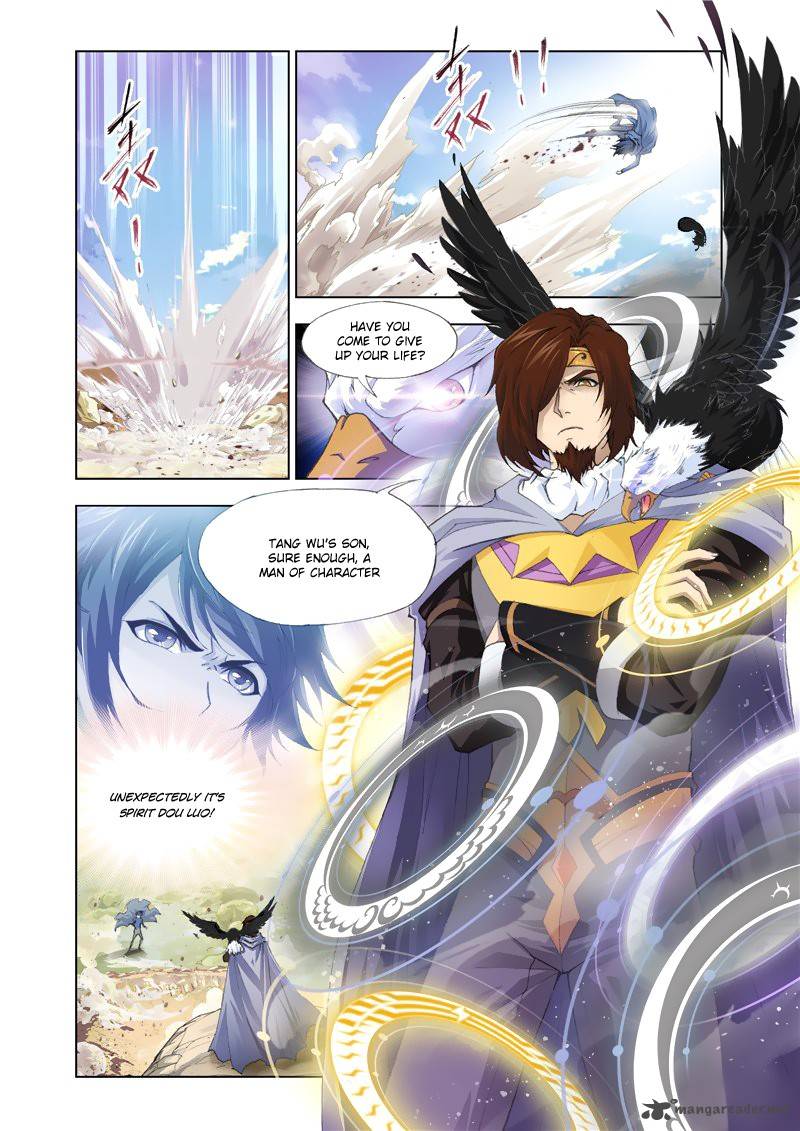 轰!!
轰!!
HAVE YOU
COME TO GIVE
UP YOUR LIFE?
TANG WU'S SON,
SURE ENOUGH, A
MAN OF CHARACTER
UNEXPECTEDLY IT'S
SPIRIT DOU LUO!
mangareader.net